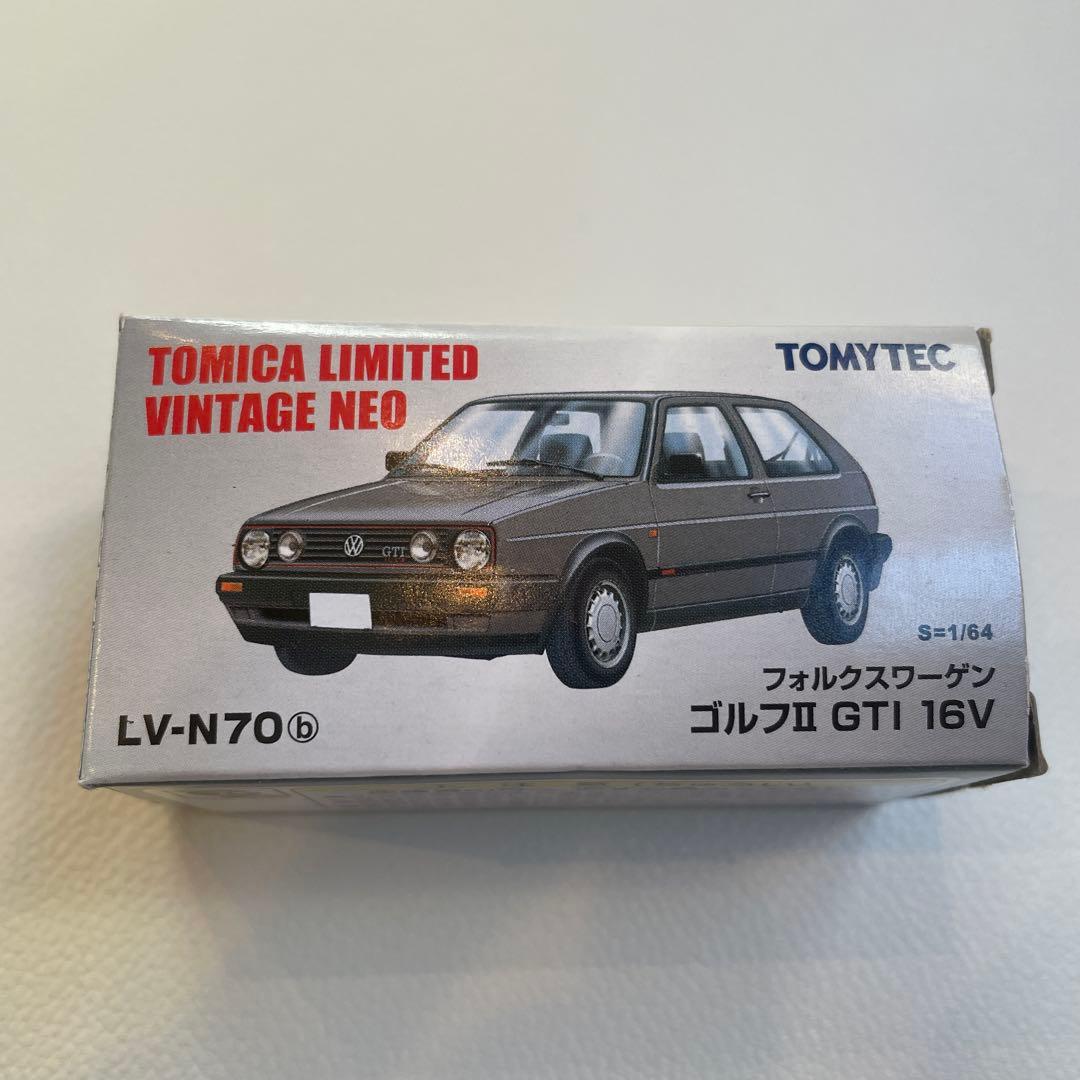 TOMICA LIMITED
VINTAGE NEO
TOMYTEC
GTI
S=1/64
フォルクスワーゲン
ゴルフII GTI 16V
LV-N70ⓑ